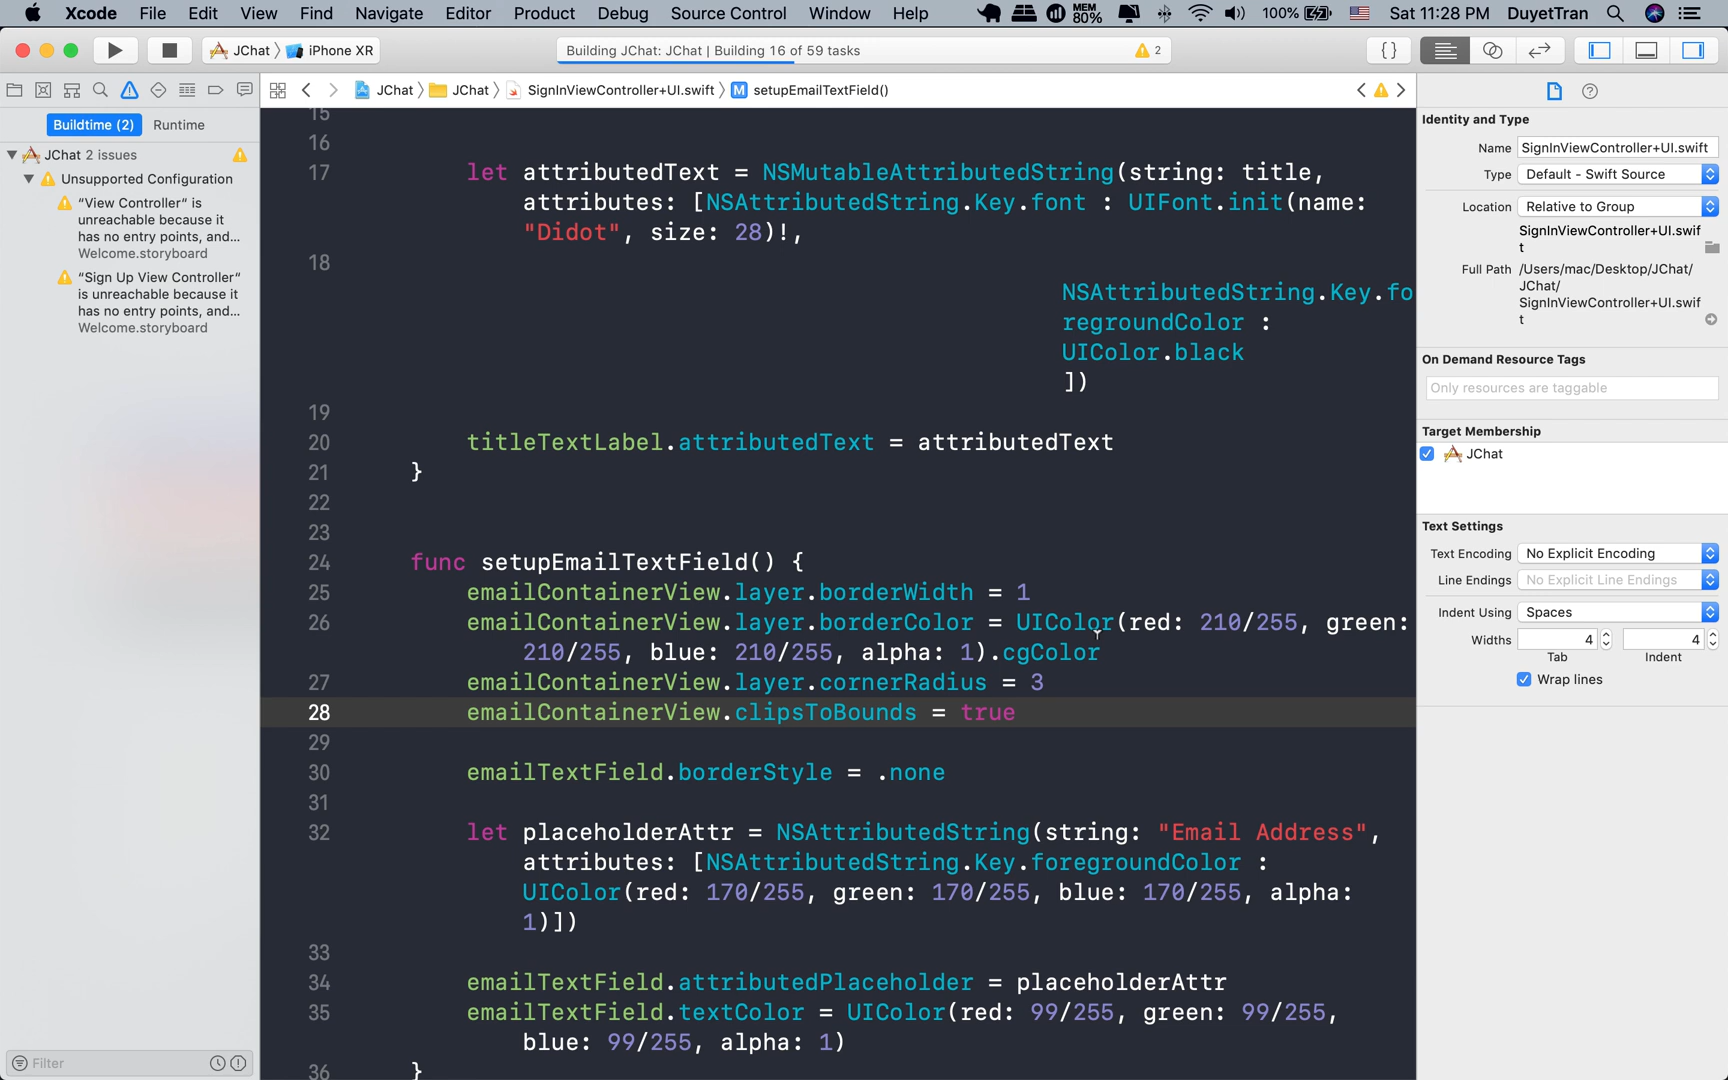 Xcode File Edit View Find Navigate Editor Product Debug Source Control Window Help MEM 80% 100% Sat 11:28 PM DuyetTran
JChat iPhone XR Building JChat: JChat | Building 16 of 59 tasks 2 {}
JChat JChat SignInViewController+UI.swift M setupEmailTextField()
Buildtime (2) Runtime
JChat 2 issues
Unsupported Configuration
“View Controller“ is
unreachable because it
has no entry points, and...
Welcome.storyboard
“Sign Up View Controller“
is unreachable because it
has no entry points, and...
Welcome.storyboard
Filter
15
16
17 let attributedText = NSMutableAttributedString(string: title,
attributes: [NSAttributedString.Key.font : UIFont.init(name:
"Didot", size: 28)!,
18
NSAttributedString.Key.fo
regroundColor :
UIColor.black
])
19
20 titleTextLabel.attributedText = attributedText
21 }
22
23
24 func setupEmailTextField() {
25 emailContainerView.layer.borderWidth = 1
26 emailContainerView.layer.borderColor = UIColor(red: 210/255, green:
210/255, blue: 210/255, alpha: 1).cgColor
27 emailContainerView.layer.cornerRadius = 3
28 emailContainerView.clipsToBounds = true
29
30 emailTextField.borderStyle = .none
31
32 let placeholderAttr = NSAttributedString(string: "Email Address",
attributes: [NSAttributedString.Key.foregroundColor :
UIColor(red: 170/255, green: 170/255, blue: 170/255, alpha:
1)])
33
34 emailTextField.attributedPlaceholder = placeholderAttr
35 emailTextField.textColor = UIColor(red: 99/255, green: 99/255,
blue: 99/255, alpha: 1)
36 }
Identity and Type
Name SignInViewController+UI.swift
Type Default - Swift Source
Location Relative to Group
SignInViewController+UI.swif
t
Full Path /Users/mac/Desktop/JChat/
JChat/
SignInViewController+UI.swif
t
On Demand Resource Tags
Only resources are taggable
Target Membership
JChat
Text Settings
Text Encoding No Explicit Encoding
Line Endings No Explicit Line Endings
Indent Using Spaces
Widths 4 4
Tab Indent
Wrap lines